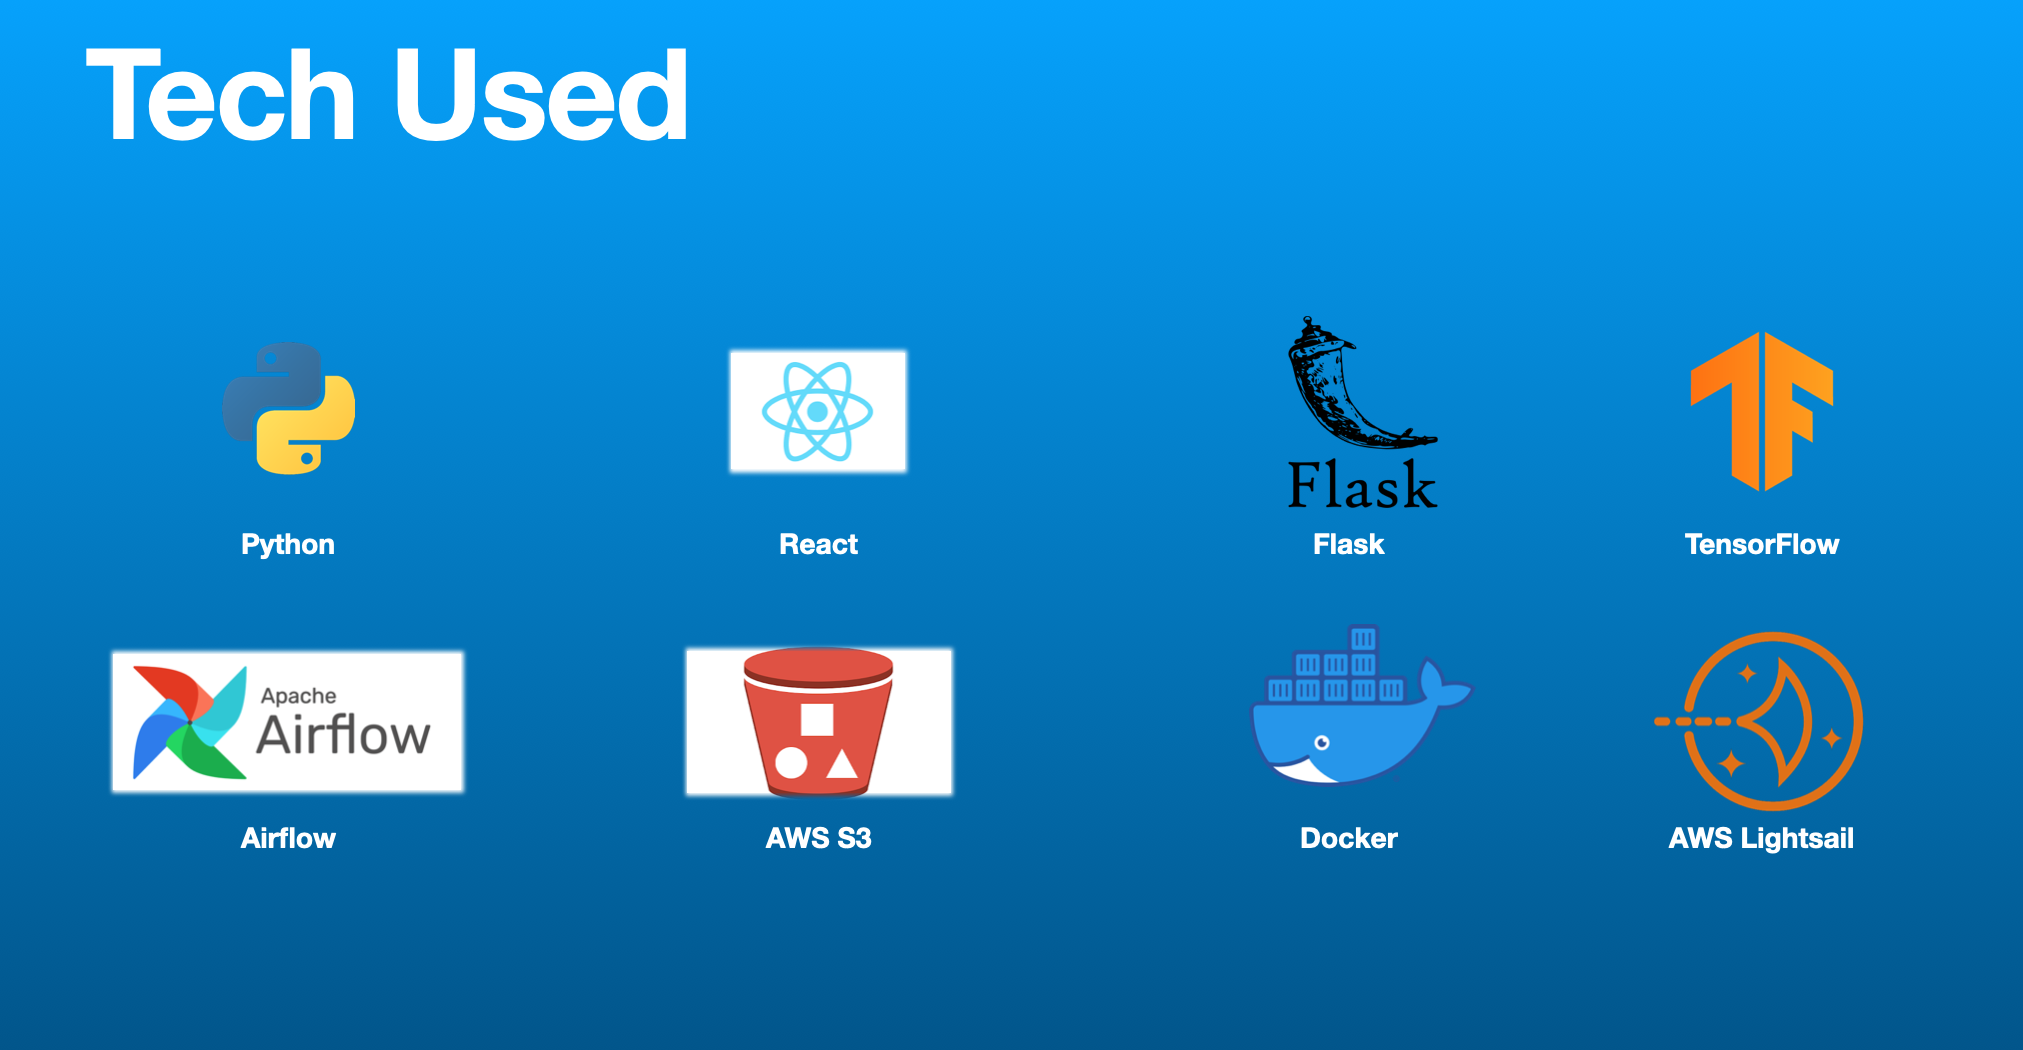 Tech Used
Flask
Python
React
Flask
TensorFlow
Apache
Airflow
Airflow
AWS S3
Docker
AWS Lightsail